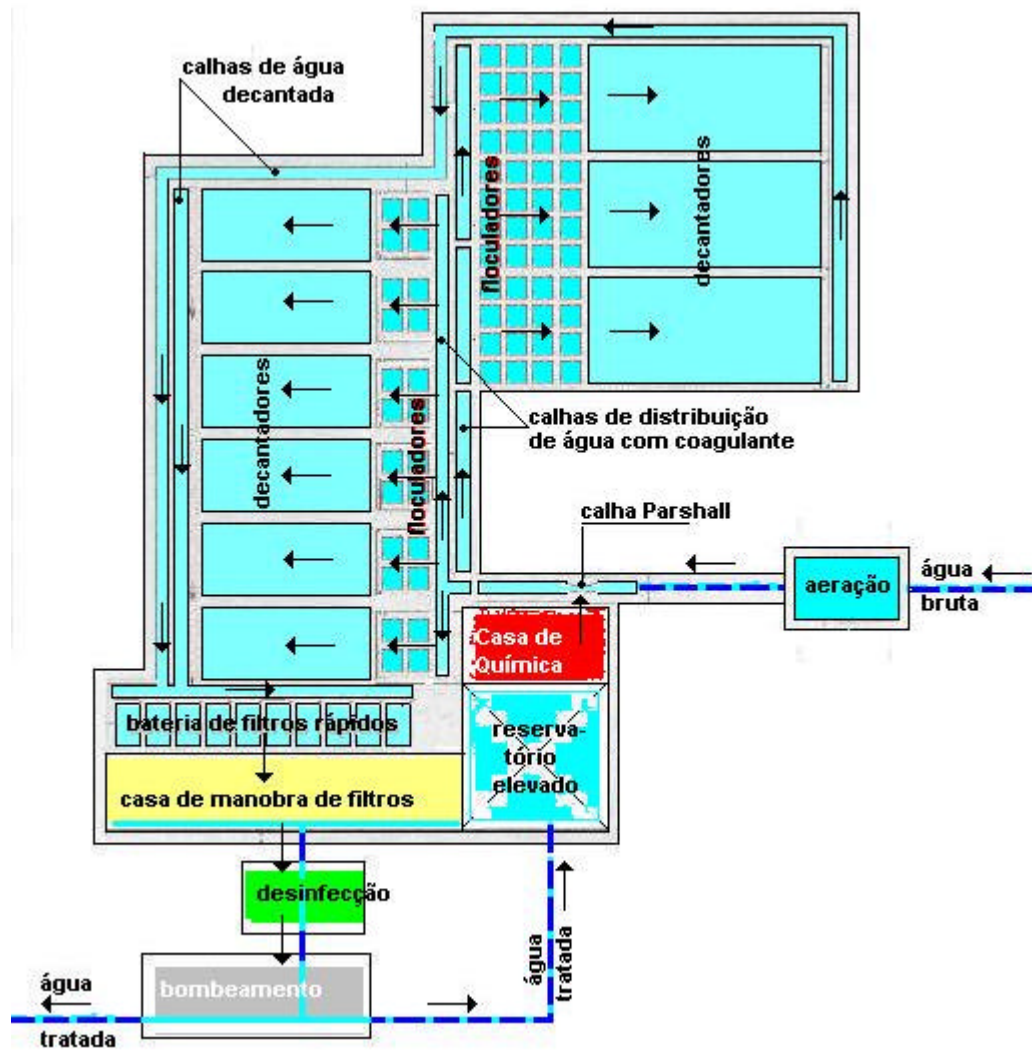 calhas de água
decantada
floculadores
decantadores
decantadores
floculadores
calhas de distribuição
de água com coagulante
calha Parshall
aeração
água
bruta
Casa de
Química
bateria de filtros rápidos
reserva-
tório
elevado
casa de manobra de filtros
desinfecção
água
tratada
bombeamento
água
tratada